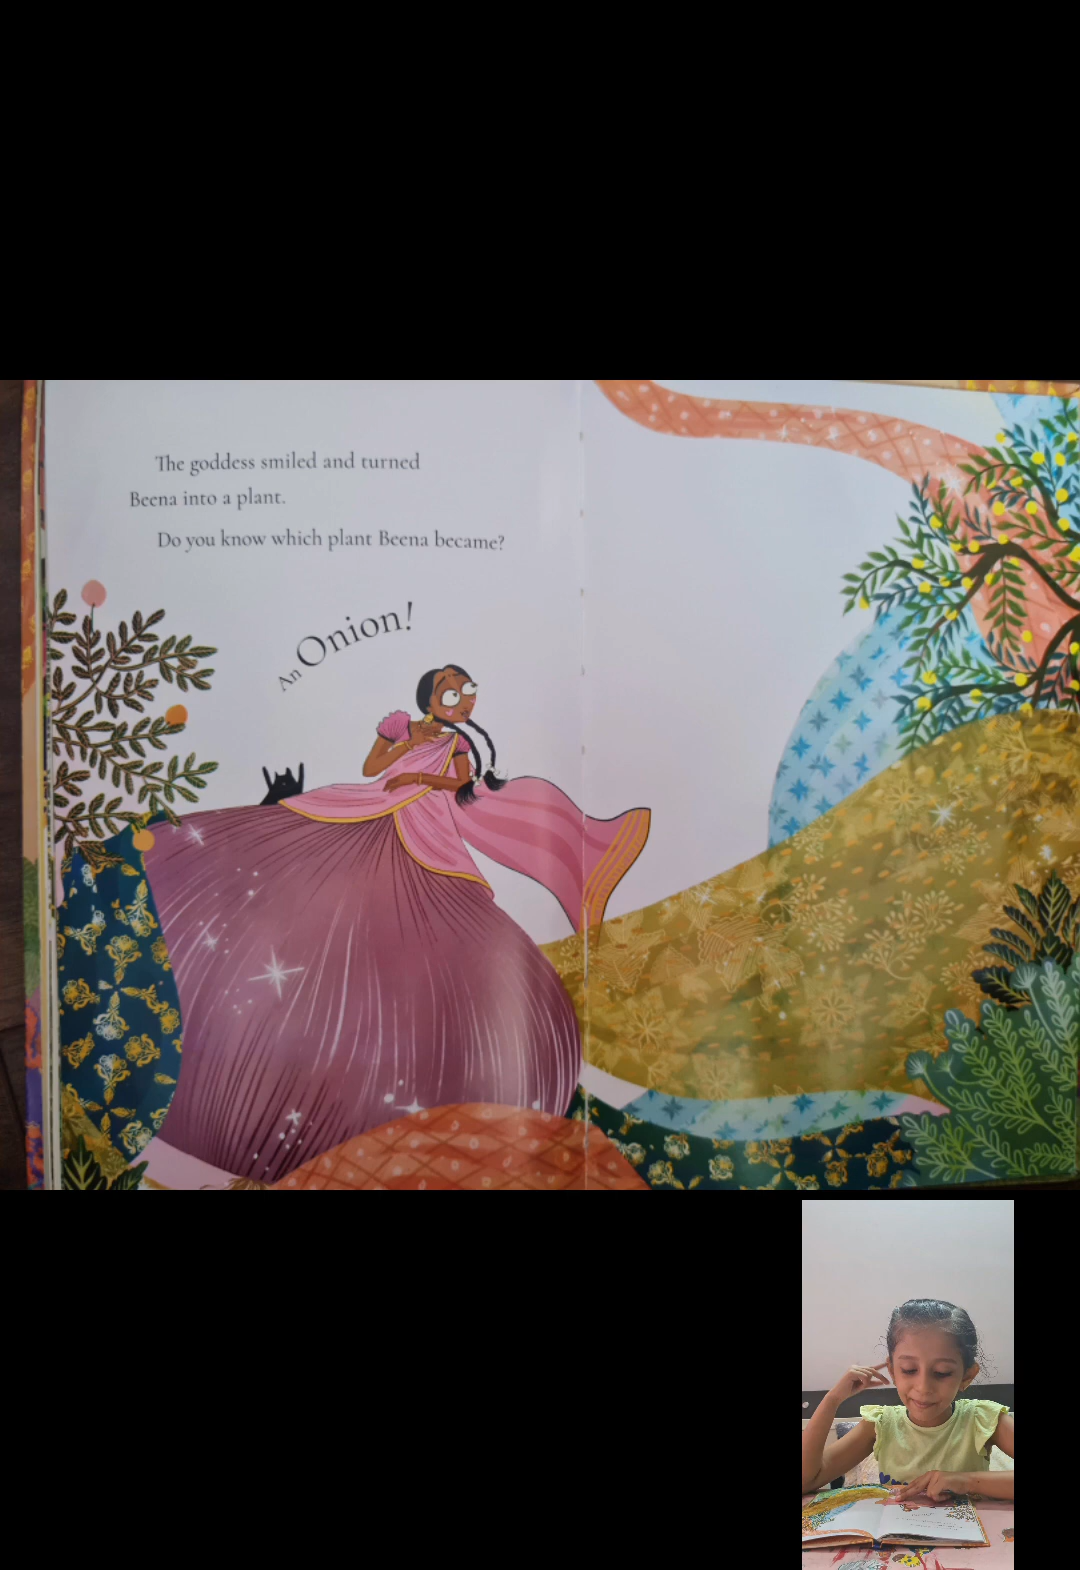 The goddess smiled and turned
Beena into a plant.
Do you know which plant Beena became?
An Onion!